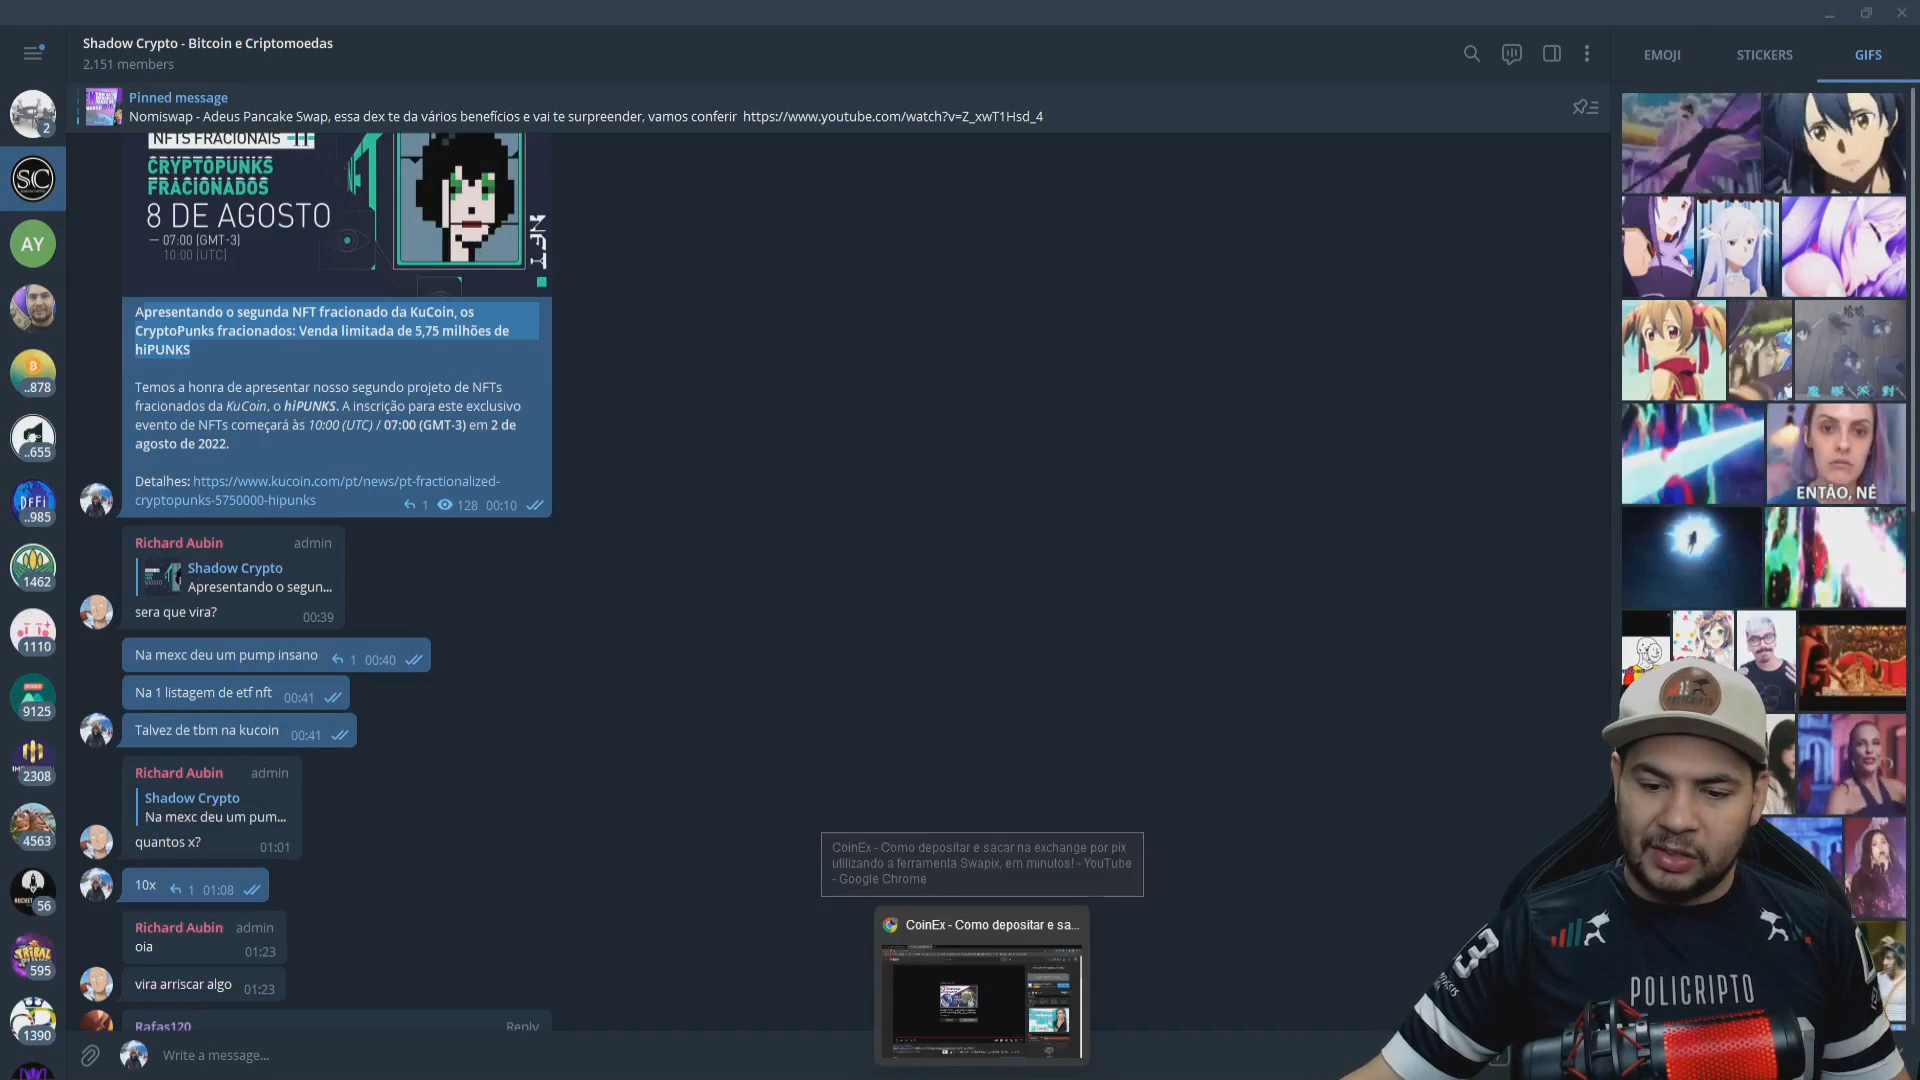 Shadow Crypto - Bitcoin e Criptomoedas
2.151 members
EMOJI
STICKERS
GIFS
Pinned message
Nomiswap - Adeus Pancake Swap, essa dex te da vários benefícios e vai te surpreender, vamos conferir https://www.youtube.com/watch?v=Z_xwT1Hsd_4
2
SC
AY
..878
..655
DFFi
..985
1462
1110
9125
2308
4563
ROCKET
56
595
1390
NFTS FRACIONAIS
CRYPTOPUNKS
FRACIONADOS
8 DE AGOSTO
— 07:00 (GMT-3)
10:00 (UTC)
NFT
Apresentando o segunda NFT fracionado da KuCoin, os
CryptoPunks fracionados: Venda limitada de 5,75 milhões de
hiPUNKS
Temos a honra de apresentar nosso segundo projeto de NFTs
fracionados da KuCoin, o hiPUNKS. A inscrição para este exclusivo
evento de NFTs começará às 10:00 (UTC) / 07:00 (GMT-3) em 2 de
agosto de 2022.
Detalhes: https://www.kucoin.com/pt/news/pt-fractionalized-
cryptopunks-5750000-hipunks
1 128 00:10
Richard Aubin admin
Shadow Crypto
Apresentando o segun...
sera que vira? 00:39
Na mexc deu um pump insano 1 00:40
Na 1 listagem de etf nft 00:41
Talvez de tbm na kucoin 00:41
Richard Aubin admin
Shadow Crypto
Na mexc deu um pum...
quantos x? 01:01
10x 1 01:08
Richard Aubin admin
oia 01:23
vira arriscar algo 01:23
Rafas120 Reply
Write a message...
CoinEx - Como depositar e sacar na exchange por pix
utilizando a ferramenta Swapix, em minutos! - YouTube
- Google Chrome
CoinEx - Como depositar e sa...
ENTÃO, NÉ
POLICRIPTO